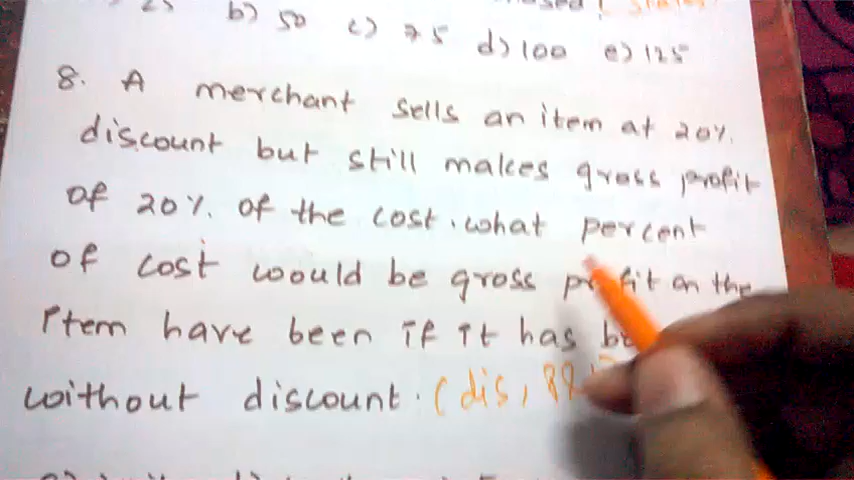 b) 50 c) 75 d) 100 e) 125
8. A merchant sells an item at 20%.
discount but still makes gross profit
of 20%. of the cost. what percent
of cost would be gross profit on the
Item have been if it has
without discount. (dis,